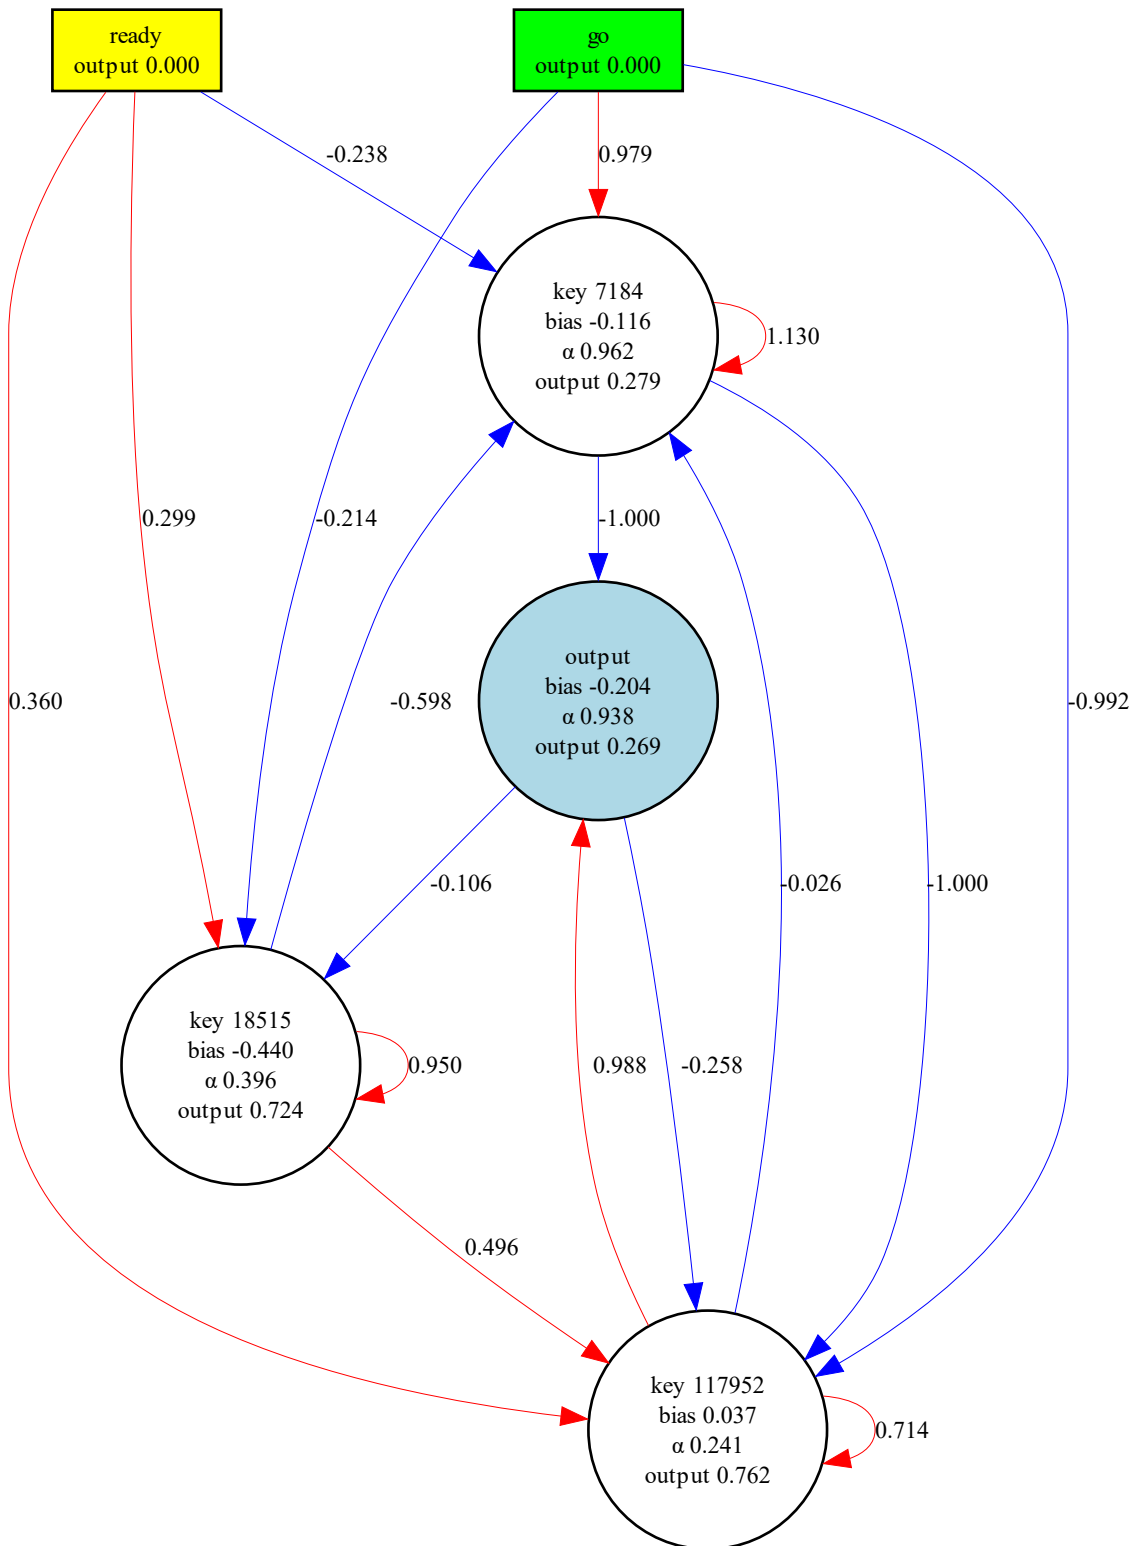 ready
output 0.000
go
output 0.000
-0.238
0.979
key 7184
bias -0.116
α 0.962
output 0.279
1.130
0.299
-0.214
-1.000
output
bias -0.204
α 0.938
output 0.269
0.360
-0.598
-0.992
-0.106
-0.026
-1.000
key 18515
bias -0.440
α 0.396
output 0.724
0.950
0.988
-0.258
0.496
key 117952
bias 0.037
α 0.241
output 0.762
0.714